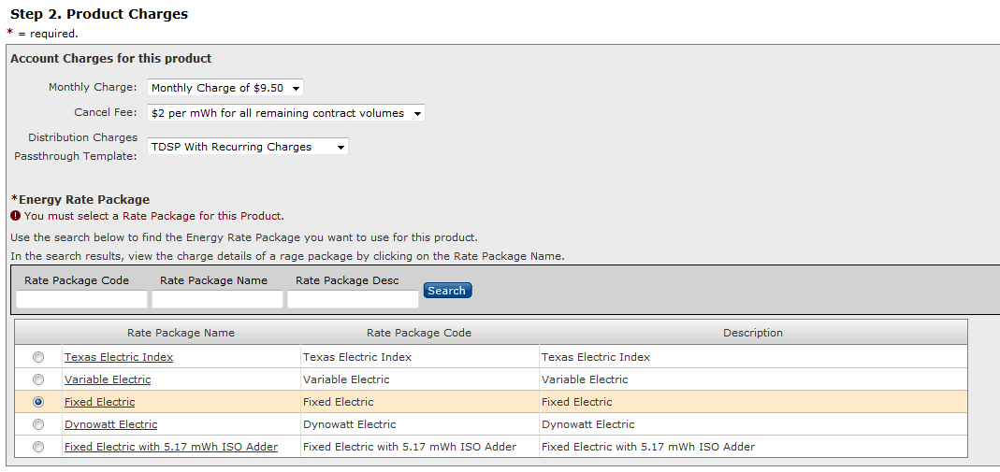 Step 2. Product Charges
* = required.
Account Charges for this product
Monthly Charge: Monthly Charge of $9.50
Cancel Fee: $2 per mWh for all remaining contract volumes
Distribution Charges
Passthrough Template: TDSP With Recurring Charges
*Energy Rate Package
You must select a Rate Package for this Product.
Use the search below to find the Energy Rate Package you want to use for this product.
In the search results, view the charge details of a rage package by clicking on the Rate Package Name.
Rate Package Code Rate Package Name Rate Package Desc
Search
Rate Package Name Rate Package Code Description
Texas Electric Index Texas Electric Index Texas Electric Index
Variable Electric Variable Electric Variable Electric
Fixed Electric Fixed Electric Fixed Electric
Dynowatt Electric Dynowatt Electric Dynowatt Electric
Fixed Electric with 5.17 mWh ISO Adder Fixed Electric with 5.17 mWh ISO Adder Fixed Electric with 5.17 mWh ISO Adder